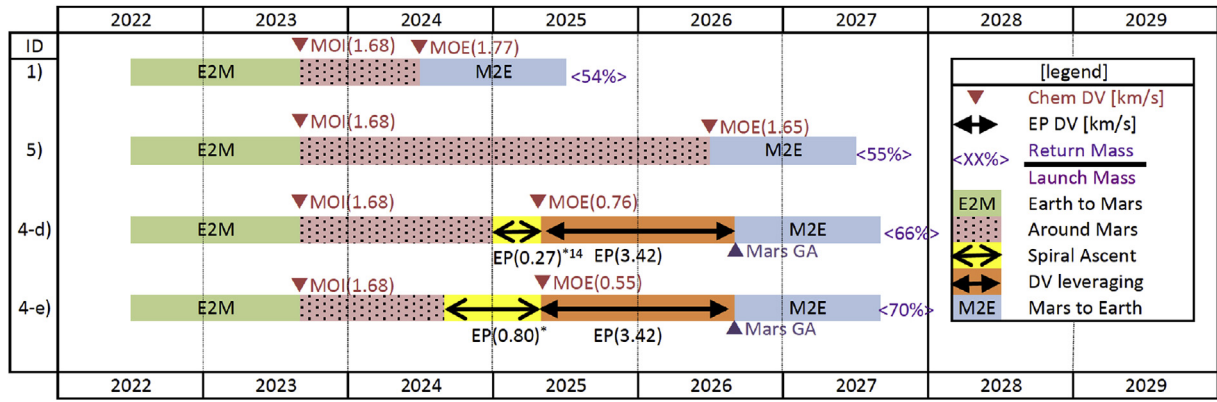 2022 2023 2024 2025 2026 2027 2028 2029
ID
MOI(1.68) MOE(1.77)
1) E2M M2E <54%>
MOI(1.68) MOE(1.65)
5) E2M M2E <55%>
MOI(1.68) MOE(0.76)
4-d) E2M M2E <66%>
EP(0.27)*14 EP(3.42) Mars GA
MOI(1.68) MOE(0.55)
4-e) E2M M2E <70%>
EP(0.80)* EP(3.42) Mars GA
[legend]
Chem DV [km/s]
EP DV [km/s]
<XX%> Return Mass
Launch Mass
E2M Earth to Mars
Around Mars
Spiral Ascent
DV leveraging
M2E Mars to Earth
2022 2023 2024 2025 2026 2027 2028 2029